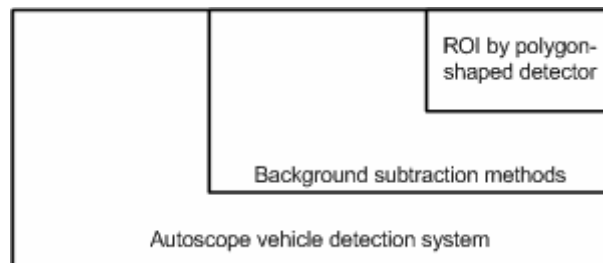 ROI by polygon-
shaped detector
Background subtraction methods
Autoscope vehicle detection system